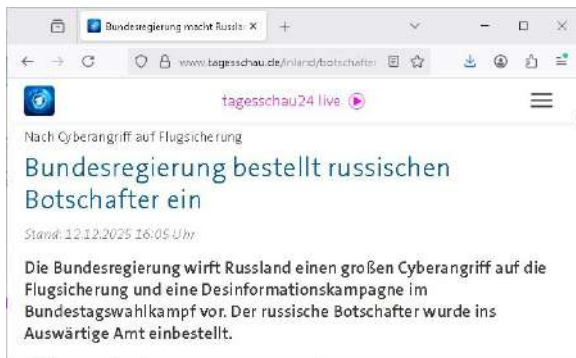 Bundesregierung macht Russla
www.tagesschau.de/inland/botschafter
tagesschau24 live
Nach Cyberangriff auf Flugsicherung
Bundesregierung bestellt russischen
Botschafter ein
Stand: 12.12.2025 16:05 Uhr
Die Bundesregierung wirft Russland einen großen Cyberangriff auf die
Flugsicherung und eine Desinformationskampagne im
Bundestagswahlkampf vor. Der russische Botschafter wurde ins
Auswärtige Amt einbestellt.